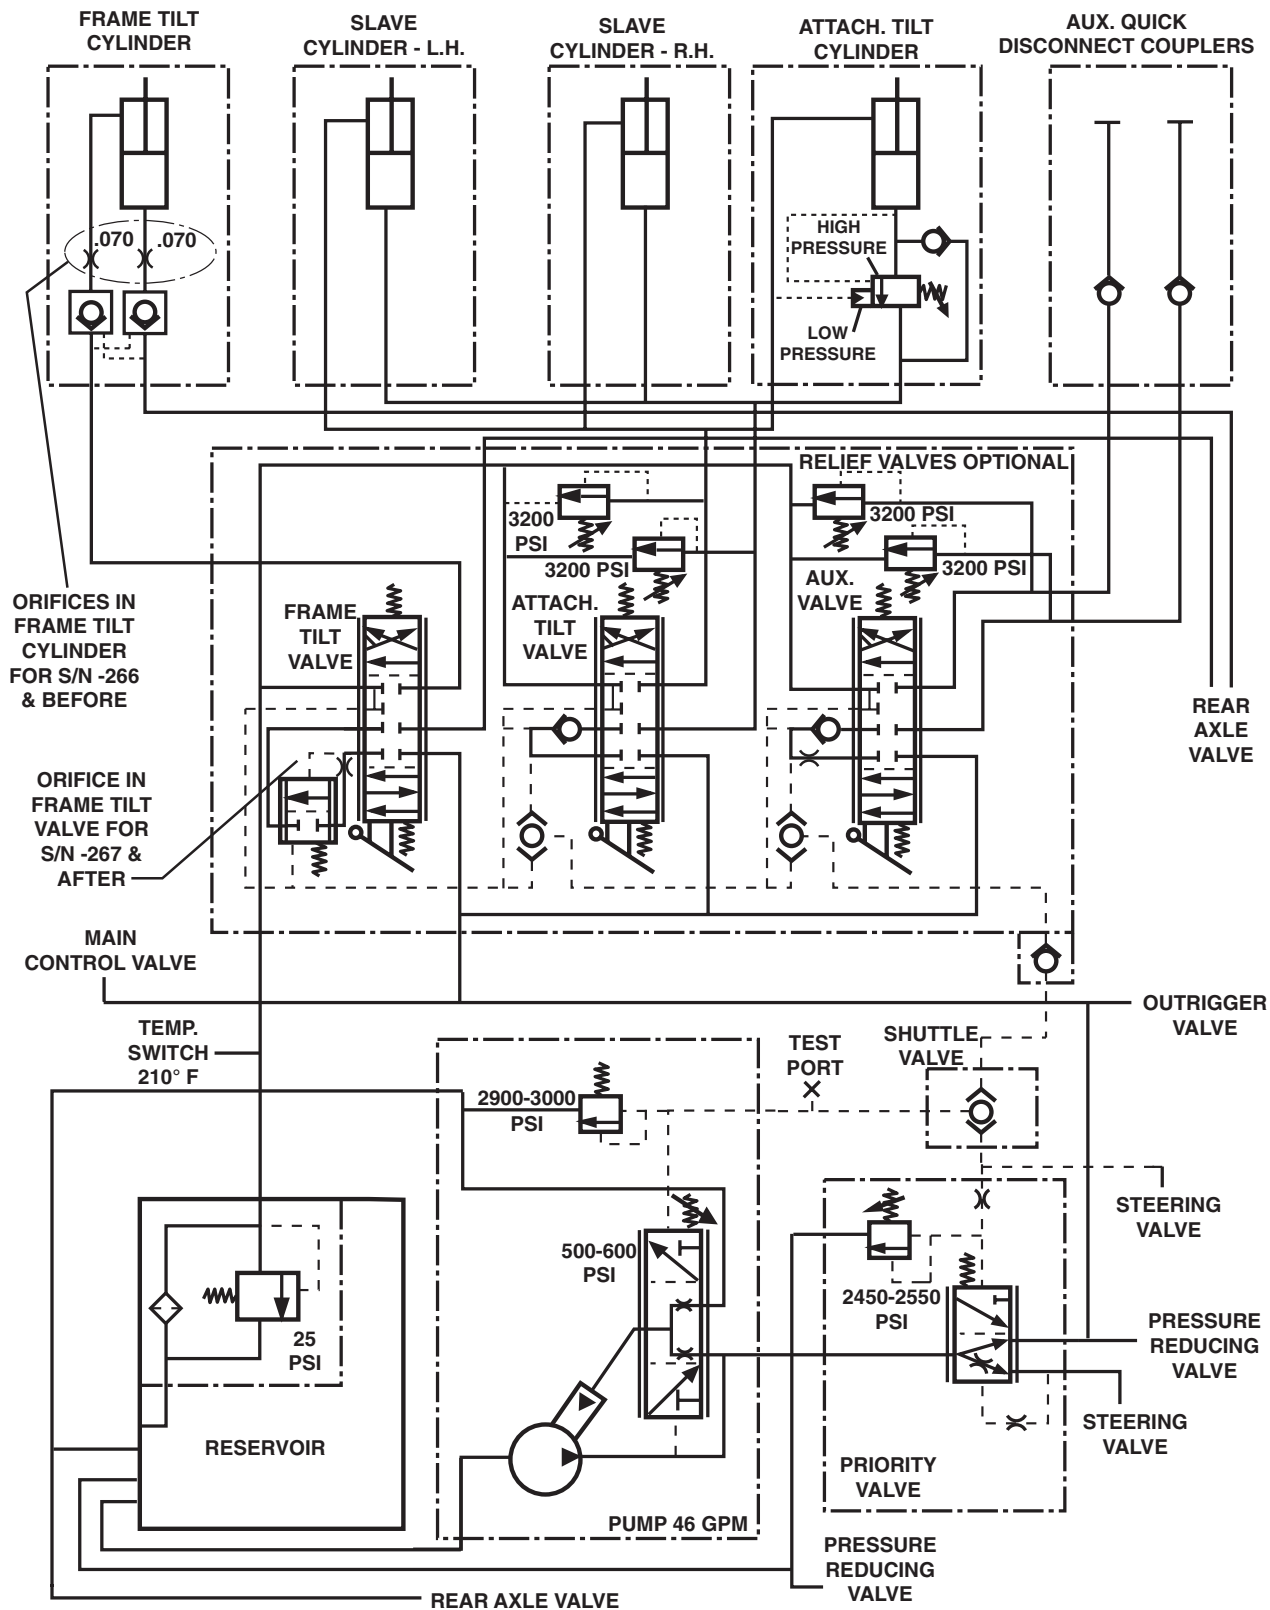 FRAME TILT
CYLINDER
SLAVE
CYLINDER - L.H.
SLAVE
CYLINDER - R.H.
ATTACH. TILT
CYLINDER
AUX. QUICK
DISCONNECT COUPLERS
.070
.070
HIGH
PRESSURE
LOW
PRESSURE
RELIEF VALVES OPTIONAL
3200
PSI
3200 PSI
3200 PSI
3200 PSI
ORIFICES IN
FRAME TILT
CYLINDER
FOR S/N -266
& BEFORE
FRAME
TILT
VALVE
ATTACH.
TILT
VALVE
AUX.
VALVE
REAR
AXLE
VALVE
ORIFICE IN
FRAME TILT
VALVE FOR
S/N -267 &
AFTER
MAIN
CONTROL VALVE
OUTRIGGER
VALVE
TEMP.
SWITCH
210° F
TEST
PORT
SHUTTLE
VALVE
2900-3000
PSI
STEERING
VALVE
500-600
PSI
2450-2550
PSI
25
PSI
PRESSURE
REDUCING
VALVE
STEERING
VALVE
RESERVOIR
PRIORITY
VALVE
PUMP 46 GPM
PRESSURE
REDUCING
VALVE
REAR AXLE VALVE